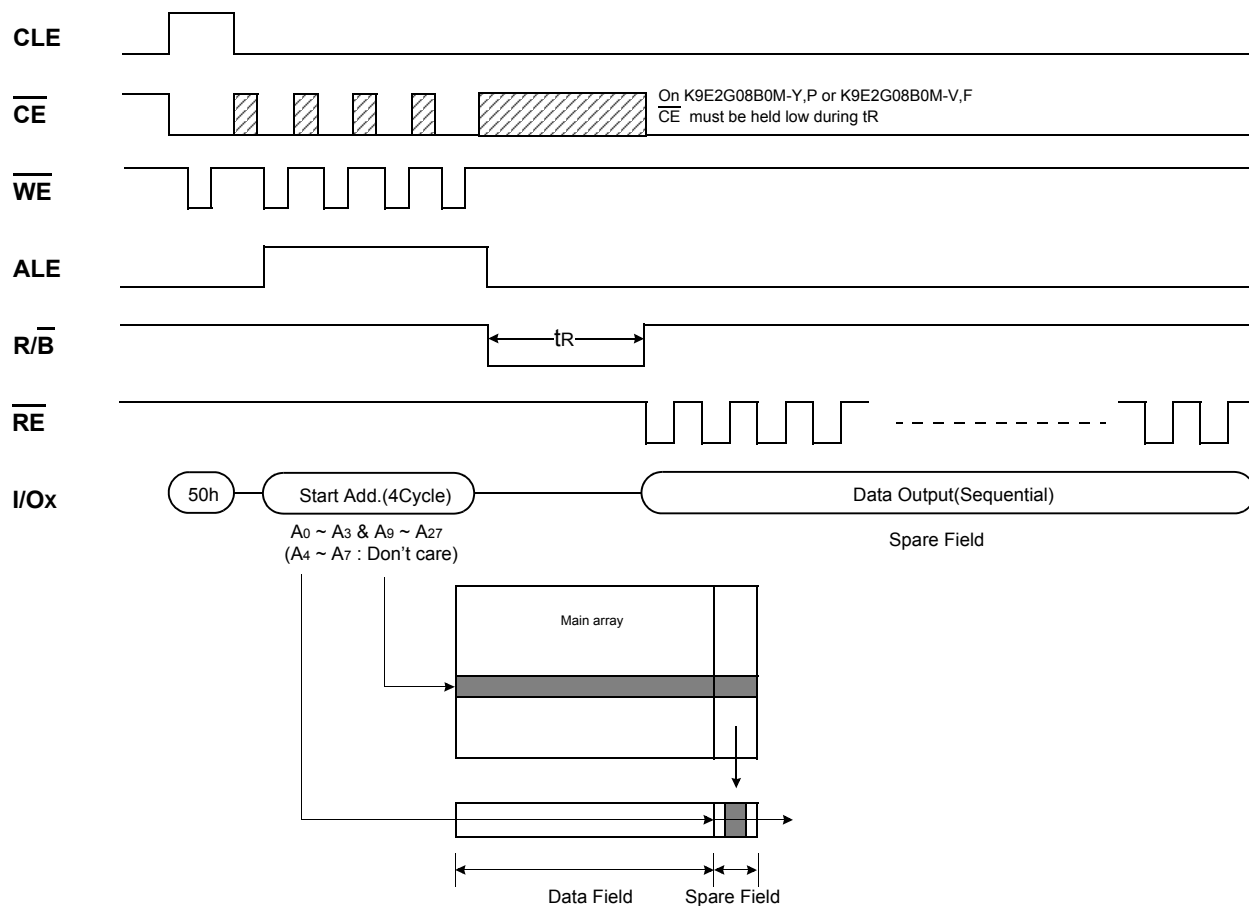 CLE
CE
On K9E2G08B0M-Y,P or K9E2G08B0M-V,F
CE must be held low during tR
WE
ALE
R/B
tR
RE
I/Ox
50h
Start Add.(4Cycle)
Data Output(Sequential)
A0 ~ A3 & A9 ~ A27
(A4 ~ A7 : Don't care)
Spare Field
Main array
Data Field
Spare Field